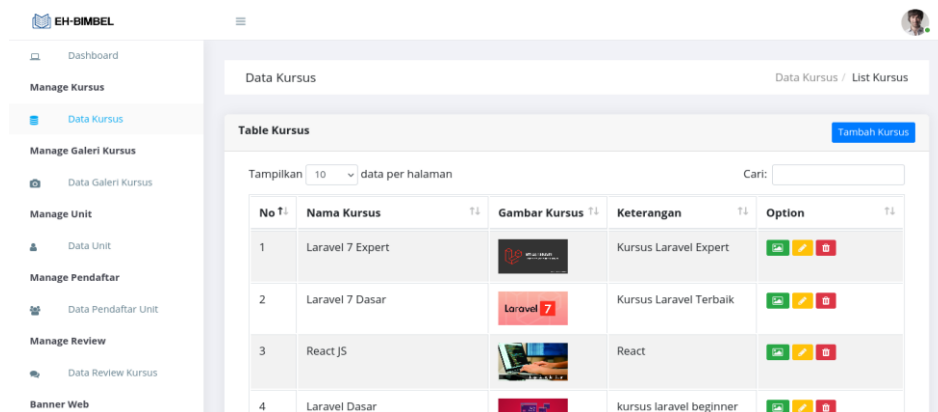 EH-BIMBEL
Dashboard
Manage Kursus
Data Kursus
Manage Galeri Kursus
Data Galeri Kursus
Manage Unit
Data Unit
Manage Pendaftar
Data Pendaftar Unit
Manage Review
Data Review Kursus
Banner Web
Data Kursus
Data Kursus / List Kursus
Table Kursus
Tambah Kursus
Tampilkan 10 data per halaman
Cari:
No Nama Kursus Gambar Kursus Keterangan Option
1 Laravel 7 Expert Kursus Laravel Expert
2 Laravel 7 Dasar Laravel 7 Kursus Laravel Terbaik
3 React JS React
4 Laravel Dasar kursus laravel beginner